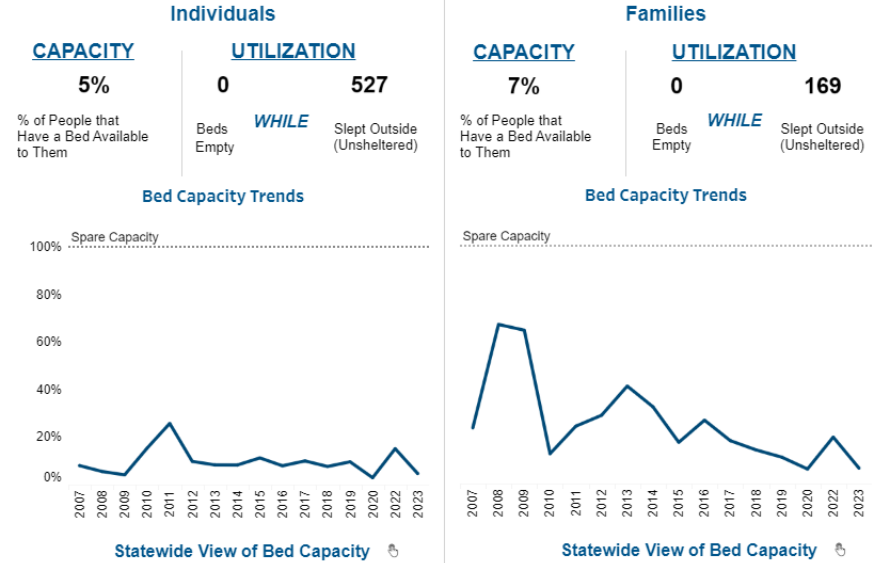 Individuals
CAPACITY
UTILIZATION
5%
0
527
% of People that
Have a Bed Available
to Them
Beds
Empty
WHILE
Slept Outside
(Unsheltered)
Bed Capacity Trends
Spare Capacity
100%
80%
60%
40%
20%
0%
2007
2008
2009
2010
2011
2012
2013
2014
2015
2016
2017
2018
2019
2020
2022
2023
Statewide View of Bed Capacity
Families
CAPACITY
UTILIZATION
7%
0
169
% of People that
Have a Bed Available
to Them
Beds
Empty
WHILE
Slept Outside
(Unsheltered)
Bed Capacity Trends
Spare Capacity
2007
2008
2009
2010
2011
2012
2013
2014
2015
2016
2017
2018
2019
2020
2022
2023
Statewide View of Bed Capacity